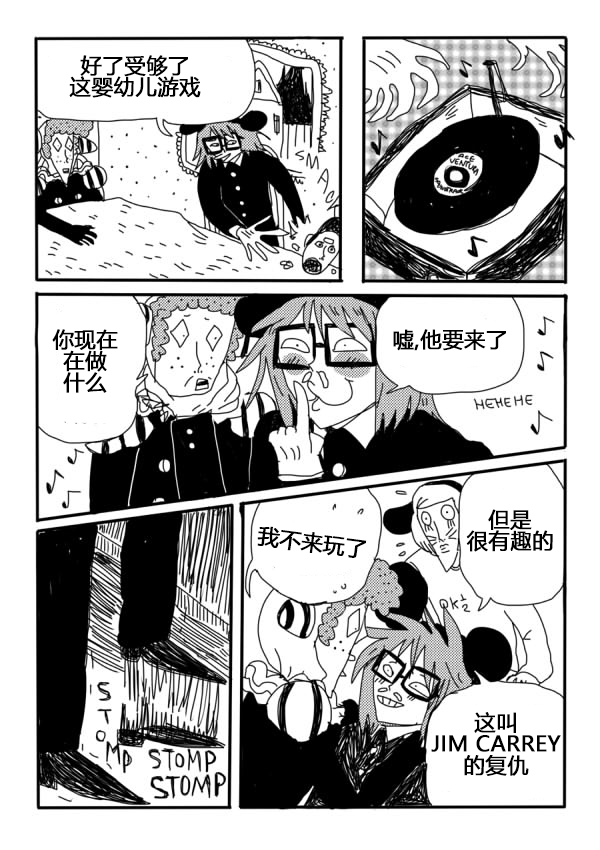 好了受够了
这婴幼儿游戏
SMA
ACE
VENTURA
你现在
在做
什么
嘘,他要来了
HEHEHE
STOMP
STOMP
STOMP
我不来玩了
但是
很有趣的
这叫
JIM CARREY
的复仇